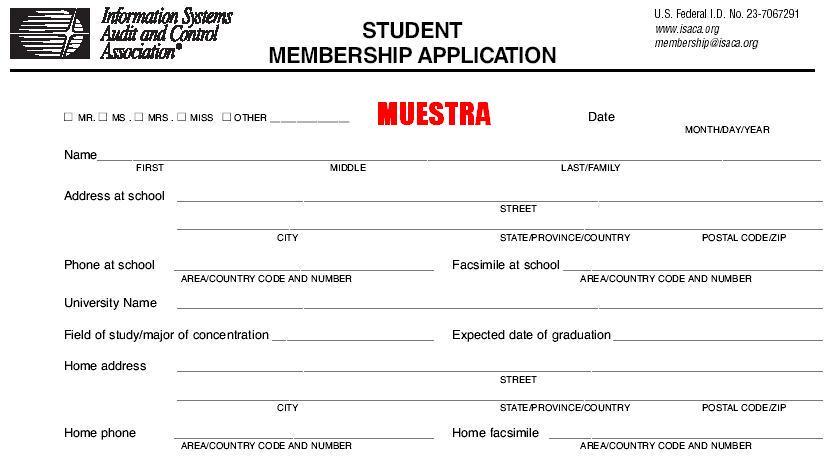 Information Systems
Audit and Control
Association®
STUDENT
MEMBERSHIP APPLICATION
U.S. Federal I.D. No. 23-7067291
www.isaca.org
membership@isaca.org
☐ MR. ☐ MS . ☐ MRS . ☐ MISS ☐ OTHER ______________ MUESTRA Date
MONTH/DAY/YEAR
Name
FIRST MIDDLE LAST/FAMILY
Address at school
STREET
CITY STATE/PROVINCE/COUNTRY POSTAL CODE/ZIP
Phone at school Facsimile at school
AREA/COUNTRY CODE AND NUMBER AREA/COUNTRY CODE AND NUMBER
University Name
Field of study/major of concentration Expected date of graduation
Home address
STREET
CITY STATE/PROVINCE/COUNTRY POSTAL CODE/ZIP
Home phone Home facsimile
AREA/COUNTRY CODE AND NUMBER AREA/COUNTRY CODE AND NUMBER